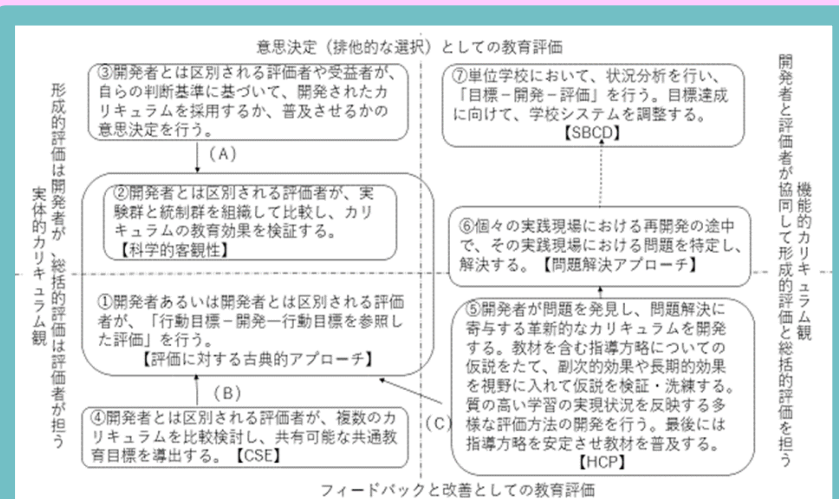 意思決定（排他的な選択）としての教育評価
形成的評価は開発者が、総括的評価は評価者が担う
実体的カリキュラム観
③開発者とは区別される評価者や受益者が、
自らの判断基準に基づいて、開発されたカ
リキュラムを採用するか、普及させるかの
意思決定を行う。
（A）
②開発者とは区別される評価者が、実
験群と統制群を組織して比較し、カリ
キュラムの教育効果を検証する。
【科学的客観性】
①開発者あるいは開発者とは区別される評価
者が、「行動目標－開発―行動目標を参照し
た評価」を行う。
【評価に対する古典的アプローチ】
（B）
④開発者とは区別される評価者が、複数のカ
リキュラムを比較検討し、共有可能な共通教
育目標を導出する。【CSE】
⑦単位学校において、状況分析を行い、
「目標－開発－評価」を行う。目標達成
に向けて、学校システムを調整する。
【SBCD】
⑥個々の実践現場における再開発の途中
で、その実践現場における問題を特定し、
解決する。【問題解決アプローチ】
⑤開発者が問題を発見し、問題解決に
寄与する革新的なカリキュラムを開発
する。教材を含む指導方略についての
仮説をたて、副次的効果や長期的効果
を視野に入れて仮説を検証・洗練する。
質の高い学習の実現状況を反映する多
様な評価方法の開発を行う。最後には
指導方略を安定させ教材を普及する。
【HCP】
（C）
機能的カリキュラム観
開発者と評価者が協同して形成的評価と総括的評価を担う
フィードバックと改善としての教育評価